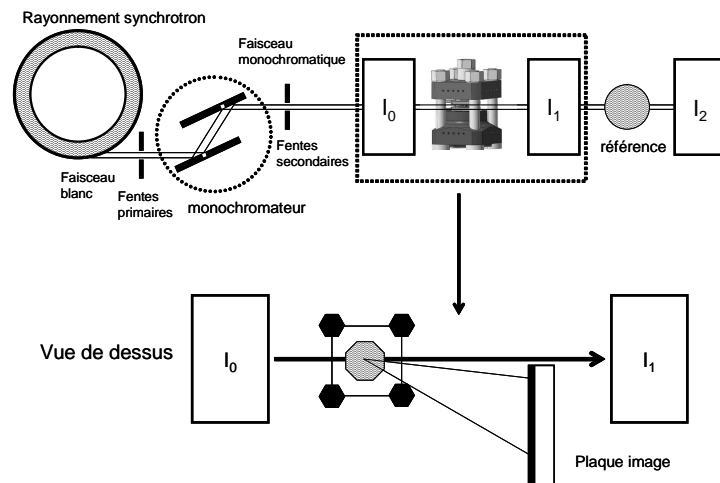 Rayonnement synchrotron
Faisceau
monochromatique
I0
I1
I2
référence
Faisceau
blanc
Fentes
primaires
monochromateur
Fentes
secondaires
Vue de dessus
I0
I1
Plaque image